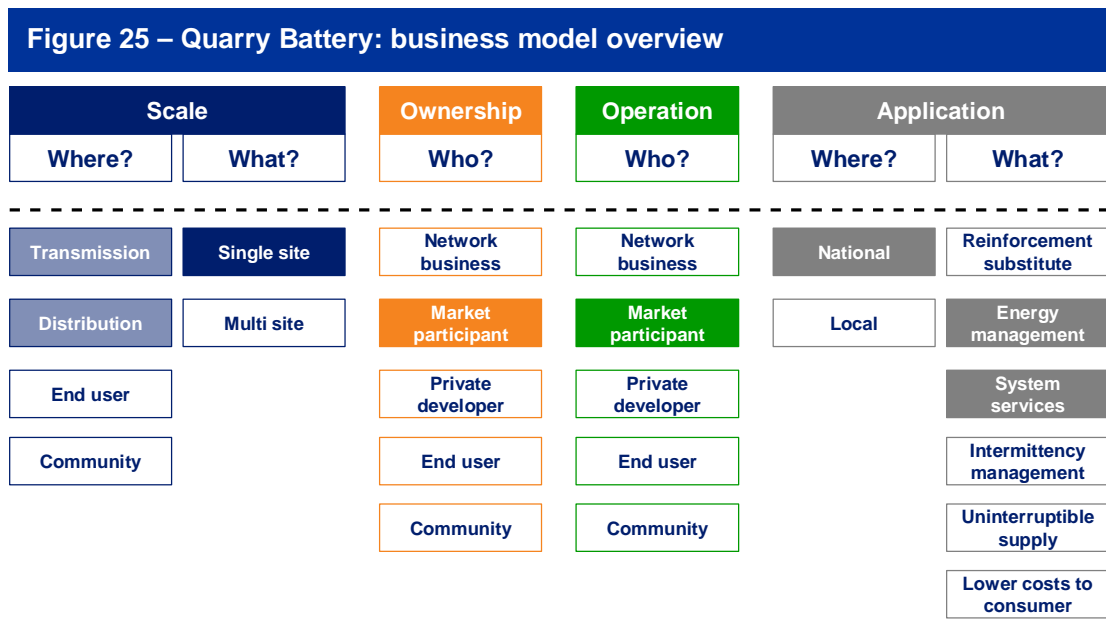 Figure 25 – Quarry Battery: business model overview
Scale
Ownership
Operation
Application
Where?
What?
Who?
Who?
Where?
What?
Transmission
Single site
Network
business
Network
business
National
Reinforcement
substitute
Distribution
Multi site
Market
participant
Market
participant
Local
Energy
management
End user
Private
developer
Private
developer
System
services
Community
End user
End user
Intermittency
management
Community
Community
Uninterruptible
supply
Lower costs to
consumer